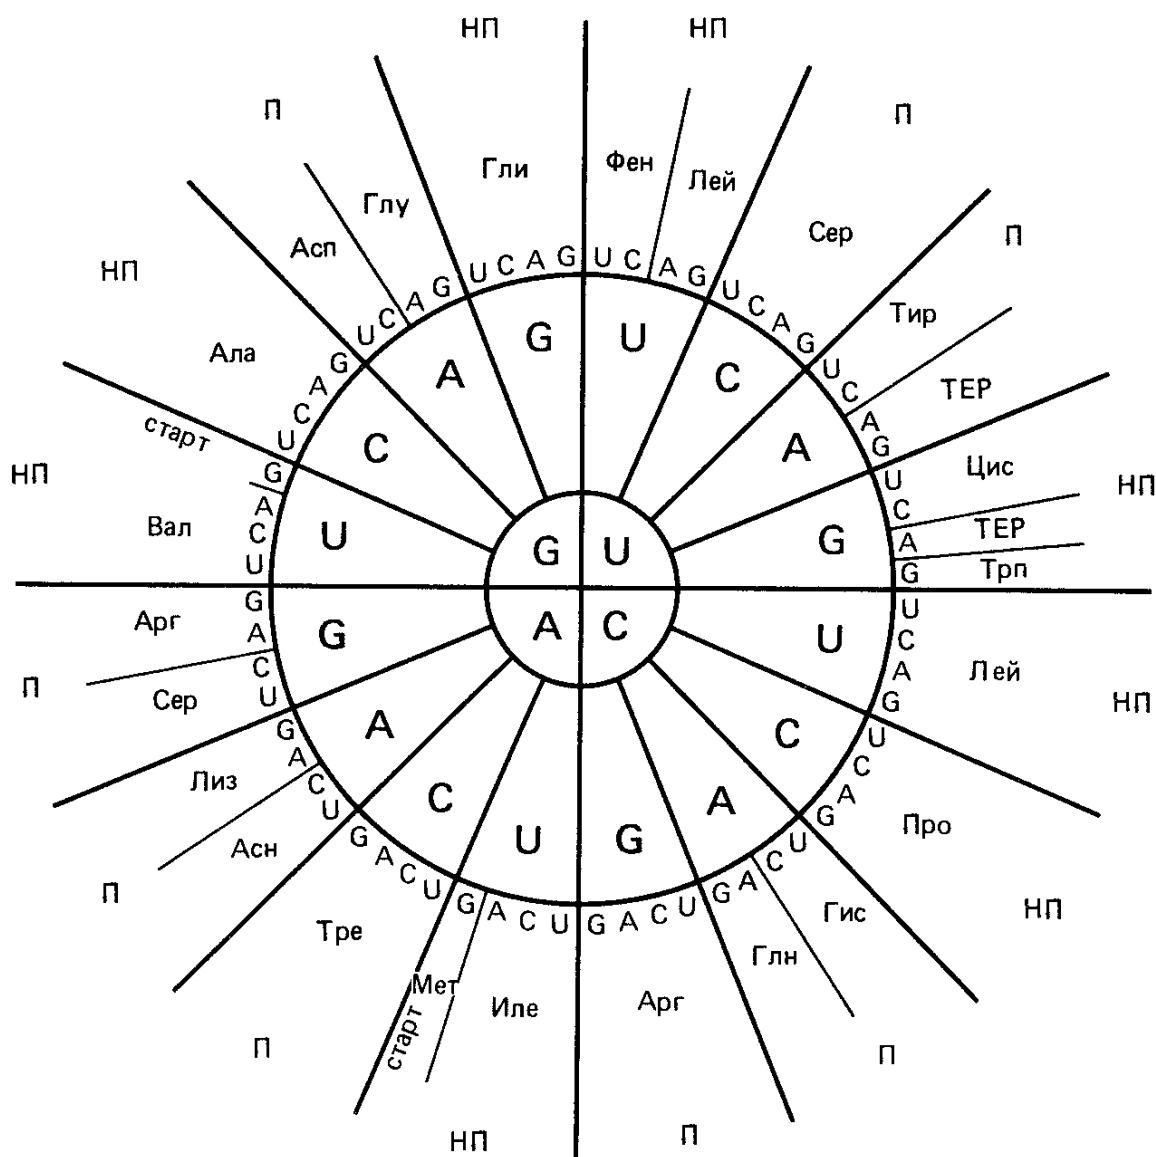 НП НП
П П
Гли Фен Лей
Глу Сер
Асп П
НП Тир
Ала ТЕР
старт Цис НП
НП ТЕР
Вал Трп
U C A G U C A G U C A G U C A G
U C A G U C A G U C A G U C A G
U C A G U C A G U C A G U C A G
U C A G U C A G U C A G U C A G
G U C A G U
C A
U G
G U
A C
G U
A C
C U G A
Арг Лей
П Сер НП
Лиз Про
Асн
П НП
Тре Гис
Глн
Мет
старт Иле Арг
П П
НП П